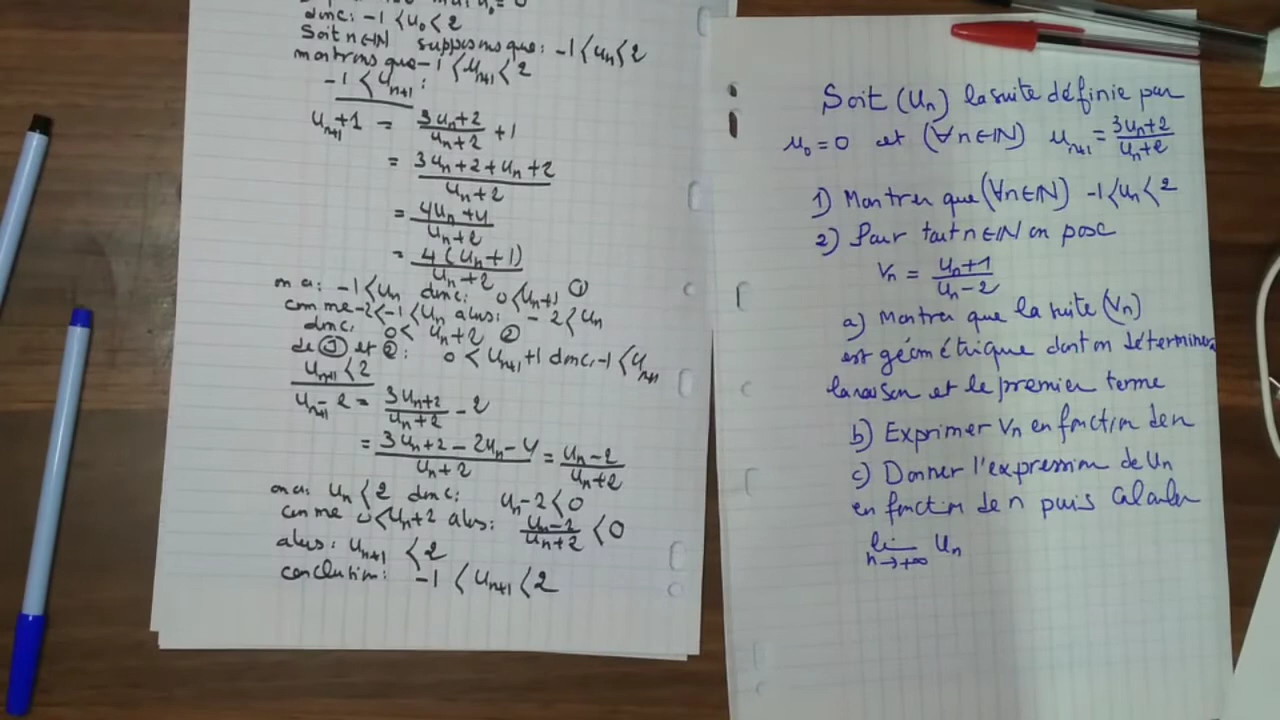 donc: -1 < u₀ < 2
Soit n∈ℕ supposons que: -1 < uₙ < 2
montrons que -1 < uₙ₊₁ < 2
-1 < uₙ₊₁ :
uₙ₊₁+1 = (3uₙ+2)/(uₙ+2) + 1
= (3uₙ+2+uₙ+2)/(uₙ+2)
= (4uₙ+4)/(uₙ+2)
= 4(uₙ+1)/(uₙ+2)
on a: -1 < uₙ donc: 0 < uₙ+1 ①
comme -2 < -1 < uₙ alors: -2 < uₙ
donc: 0 < uₙ+2 ②
de ① et ②: 0 < uₙ₊₁+1 donc, -1 < uₙ₊₁
uₙ₊₁ < 2
uₙ₊₁-2 = (3uₙ+2)/(uₙ+2) - 2
= (3uₙ+2-2uₙ-4)/(uₙ+2) = (uₙ-2)/(uₙ+2)
on a: uₙ < 2 donc: uₙ-2 < 0
comme 0 < uₙ+2 alors: (uₙ-2)/(uₙ+2) < 0
alors: uₙ₊₁ < 2
conclusion: -1 < uₙ₊₁ < 2
Soit (Uₙ) la suite définie par
u₀ = 0 et (∀n∈ℕ) uₙ₊₁ = (3uₙ+2)/(uₙ+2)
1) Montrer que (∀n∈ℕ) -1 < uₙ < 2
2) Pour tout n∈ℕ on pose
Vₙ = (uₙ+1)/(uₙ-2)
a) Montrer que la suite (Vₙ)
est géométrique dont on déterminera
la raison et le premier terme
b) Exprimer Vₙ en fonction de n
c) Donner l'expression de Uₙ
en fonction de n puis calculer
lim n→+∞ Uₙ